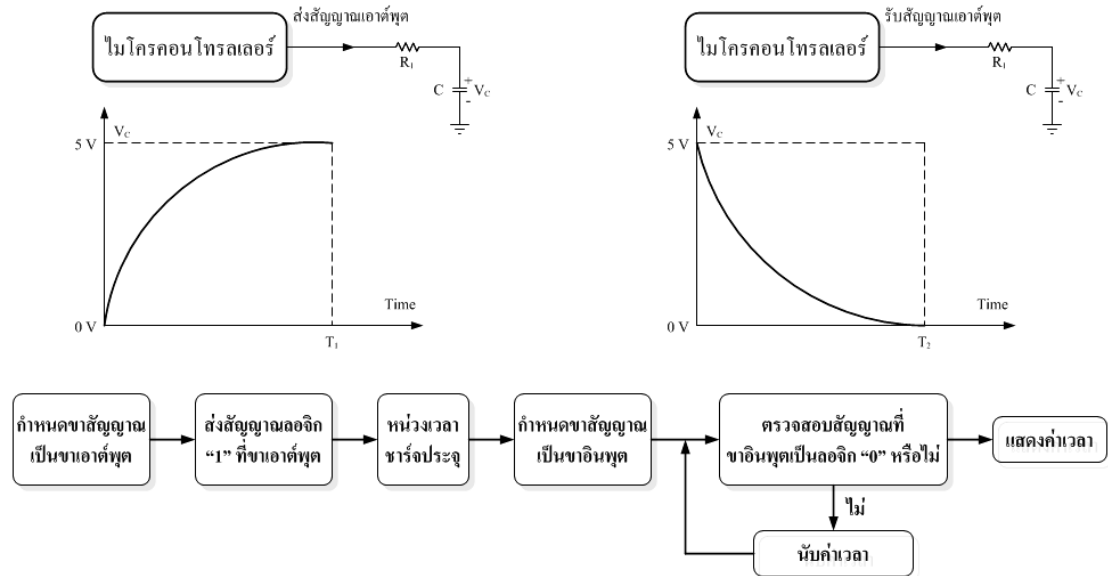 ส่งสัญญาณเอาต์พุต
ไมโครคอนโทรลเลอร์
R₁
C
+
V_C
-
V_C
5 V
Time
0 V
T₁
รับสัญญาณเอาต์พุต
ไมโครคอนโทรลเลอร์
R₁
C
+
V_C
-
V_C
5 V
Time
0 V
T₂
กำหนดขาสัญญาณ
เป็นขาเอาต์พุต
ส่งสัญญาณลอจิก
“1” ที่ขาเอาต์พุต
หน่วงเวลา
ชาร์จประจุ
กำหนดขาสัญญาณ
เป็นขาอินพุต
ตรวจสอบสัญญาณที่
ขาอินพุตเป็นลอจิก “0” หรือไม่
แสดงค่าเวลา
ไม่
นับค่าเวลา